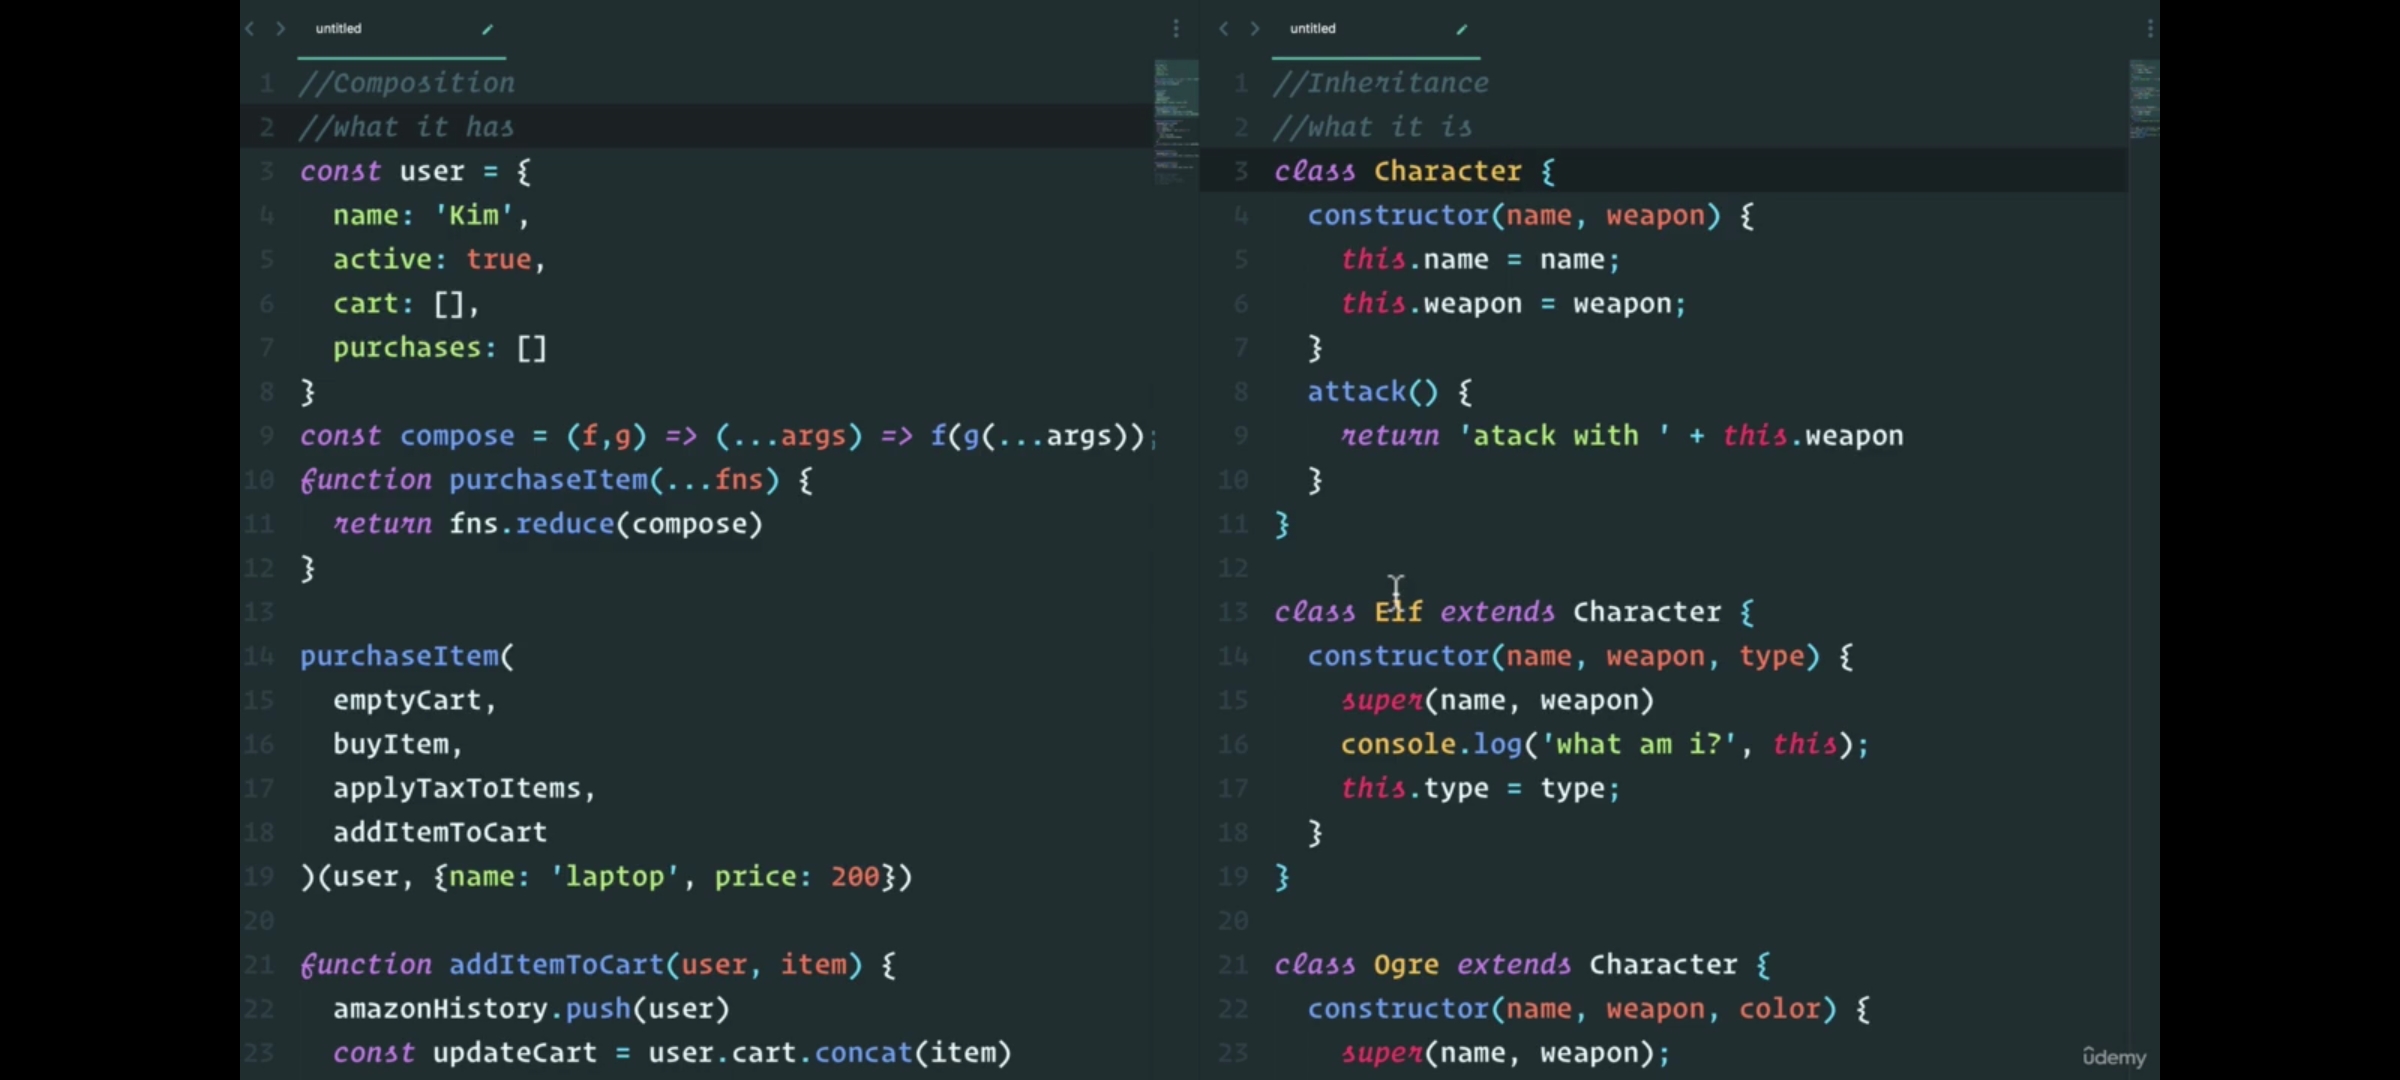 untitled
1 //Composition
2 //what it has
3 const user = {
4 name: 'Kim',
5 active: true,
6 cart: [],
7 purchases: []
8 }
9 const compose = (f,g) => (...args) => f(g(...args));
10 function purchaseItem(...fns) {
11 return fns.reduce(compose)
12 }
13
14 purchaseItem(
15 emptyCart,
16 buyItem,
17 applyTaxToItems,
18 addItemToCart
19 )(user, {name: 'laptop', price: 200})
20
21 function addItemToCart(user, item) {
22 amazonHistory.push(user)
23 const updateCart = user.cart.concat(item)
untitled
1 //Inheritance
2 //what it is
3 class Character {
4 constructor(name, weapon) {
5 this.name = name;
6 this.weapon = weapon;
7 }
8 attack() {
9 return 'atack with ' + this.weapon
10 }
11 }
12
13 class Elf extends Character {
14 constructor(name, weapon, type) {
15 super(name, weapon)
16 console.log('what am i?', this);
17 this.type = type;
18 }
19 }
20
21 class Ogre extends Character {
22 constructor(name, weapon, color) {
23 super(name, weapon);
ûdemy